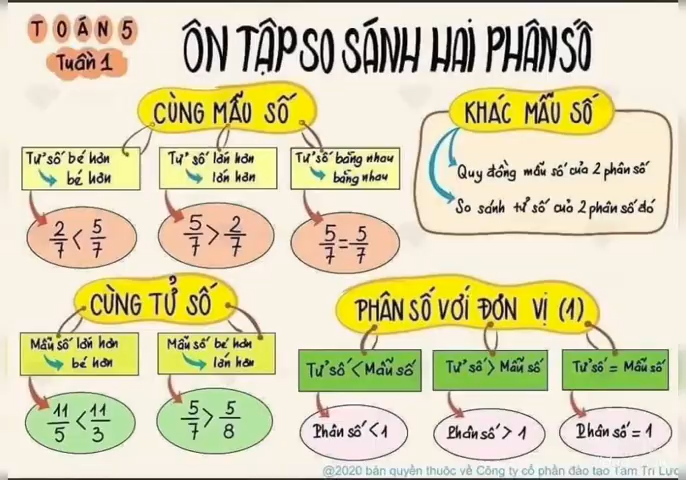 TOÁN 5
Tuần 1
ÔN TẬP SO SÁNH HAI PHÂN SỐ
CÙNG MẪU SỐ
Tử số bé hơn
bé hơn
Tử số lớn hơn
lớn hơn
Tử số bằng nhau
bằng nhau
2/7 < 5/7
5/7 > 2/7
5/7 = 5/7
KHÁC MẪU SỐ
Quy đồng mẫu số của 2 phân số
So sánh tử số của 2 phân số đó
CÙNG TỬ SỐ
Mẫu số lớn hơn
bé hơn
Mẫu số bé hơn
lớn hơn
11/5 < 11/3
5/7 > 5/8
PHÂN SỐ VỚI ĐƠN VỊ (1)
Tử số < Mẫu số
Tử số > Mẫu số
Tử số = Mẫu số
Phân số < 1
Phân số > 1
Phân số = 1
@2020 bản quyền thuộc về Công ty cổ phần đào tạo Tâm Trí Lực